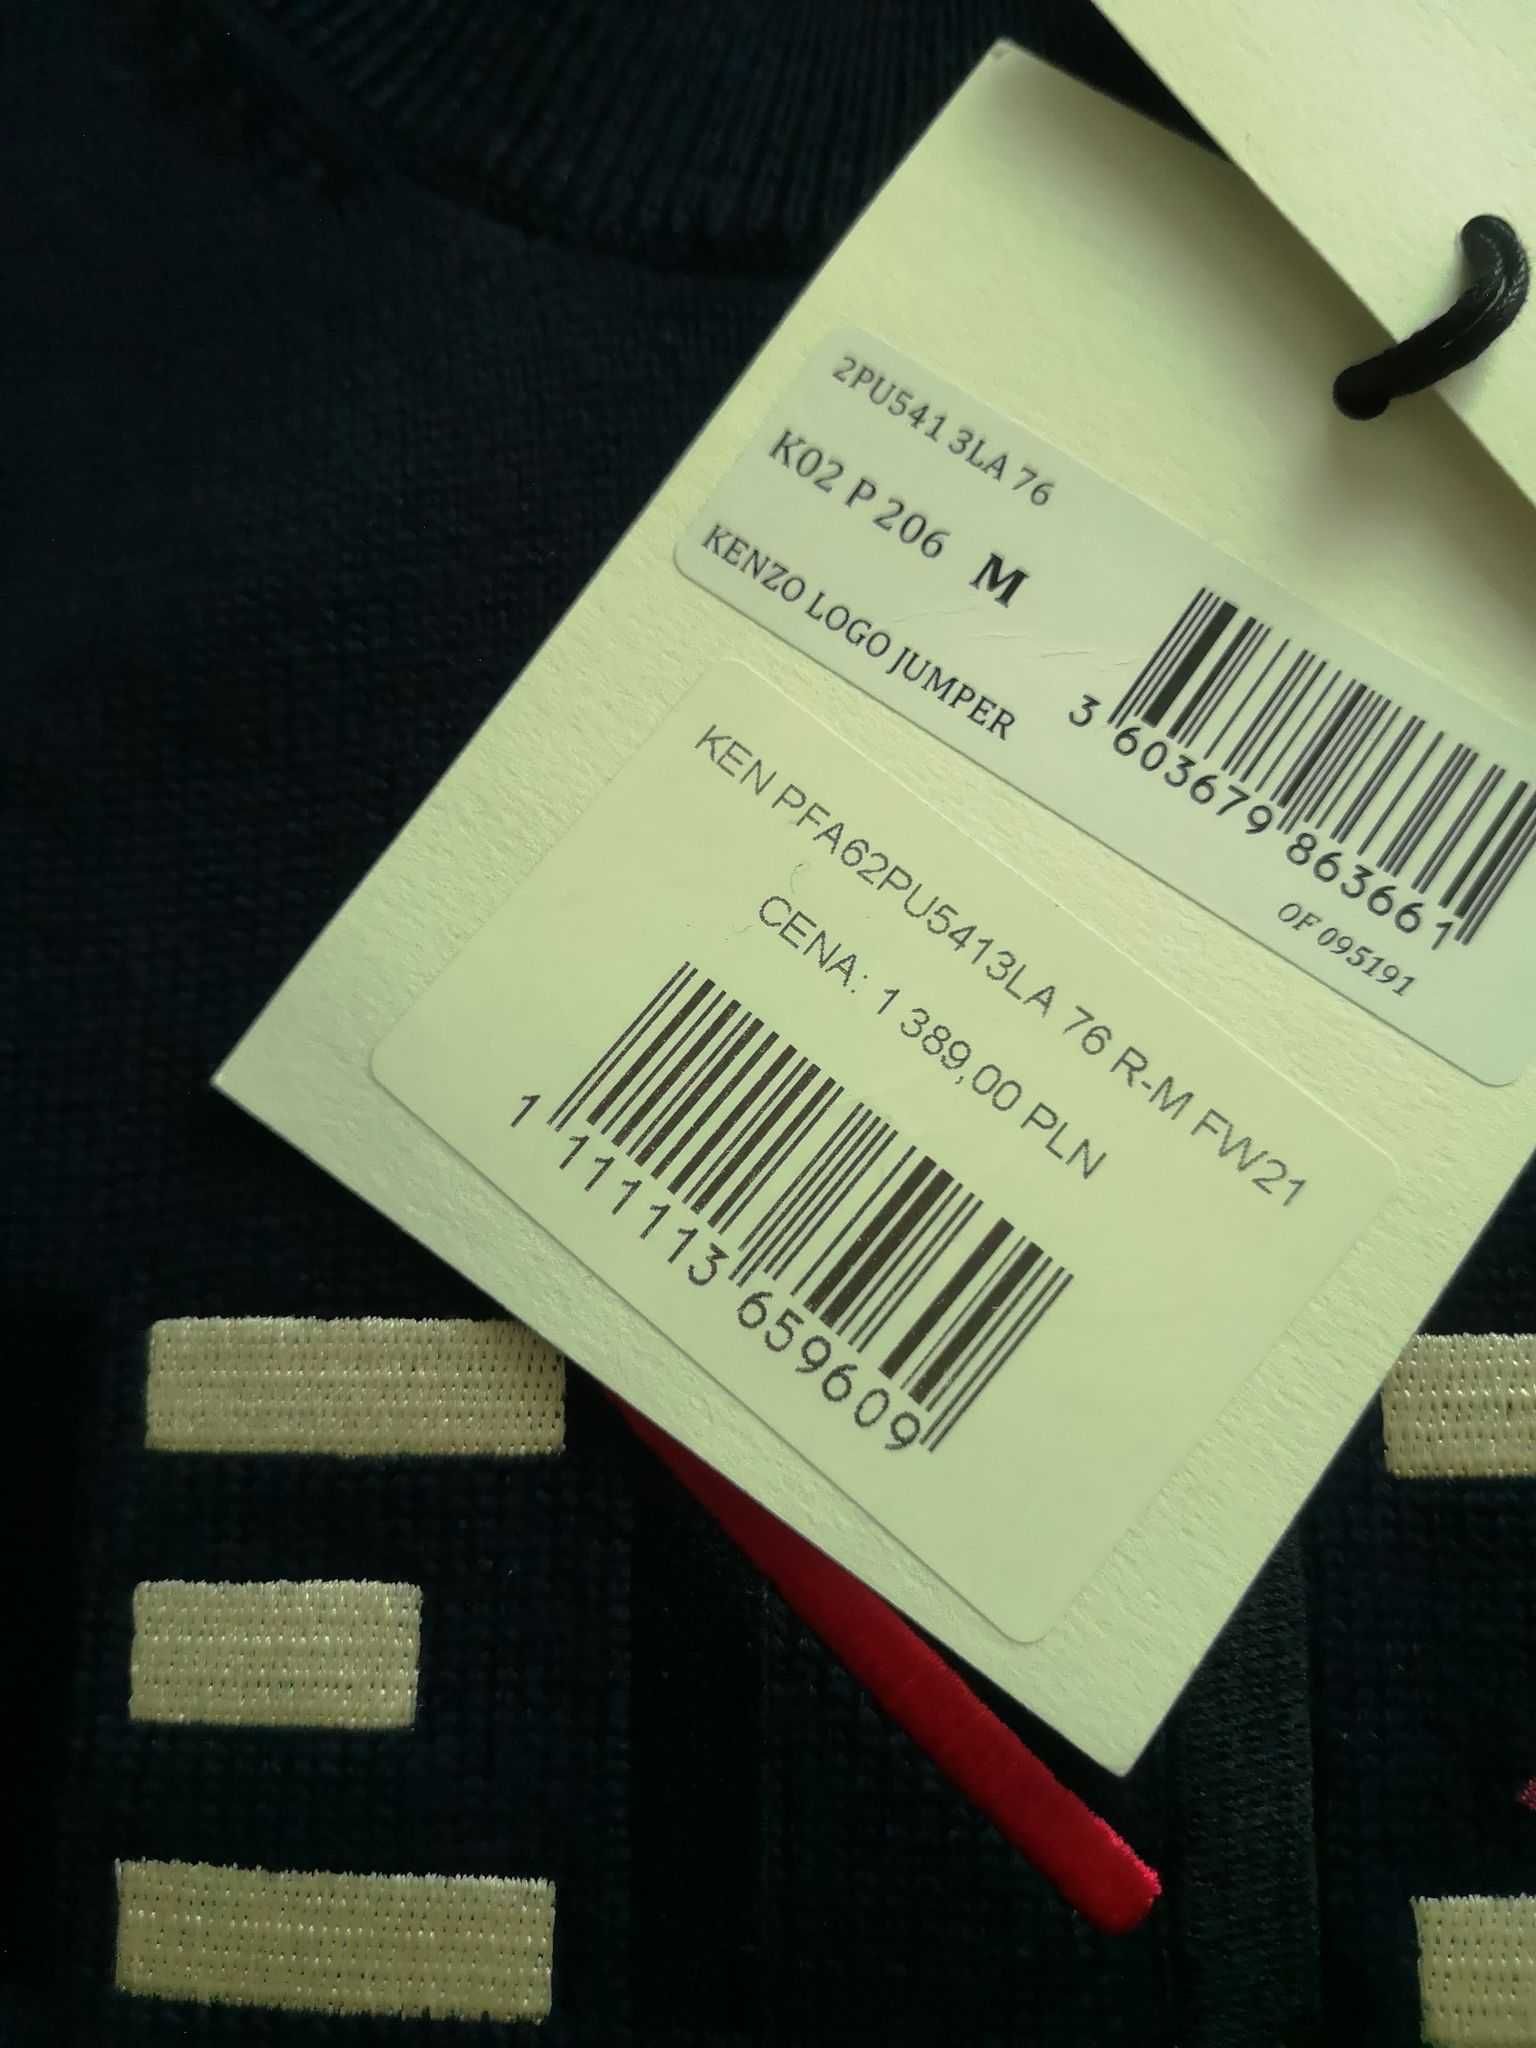 2PU541 3LA 76
K02 P 206 M
KENZO LOGO JUMPER
3 603679 863661
OF 095191
KEN PFA62PU5413LA 76 R-M FW21
CENA: 1 389,00 PLN
1 111113 659609